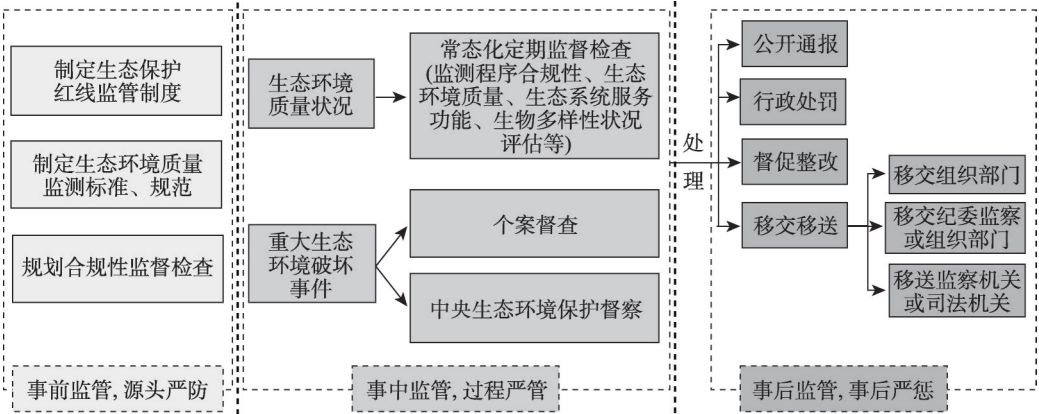 制定生态保护
红线监管制度
制定生态环境质量
监测标准、规范
规划合规性监督检查
事前监管, 源头严防
生态环境
质量状况
常态化定期监督检查
(监测程序合规性、生态
环境质量、生态系统服务
功能、生物多样性状况
评估等)
重大生态
环境破坏
事件
个案督查
中央生态环境保护督察
事中监管, 过程严管
处
理
公开通报
行政处罚
督促整改
移交移送
移交组织部门
移交纪委监察
或组织部门
移送监察机关
或司法机关
事后监管, 事后严惩